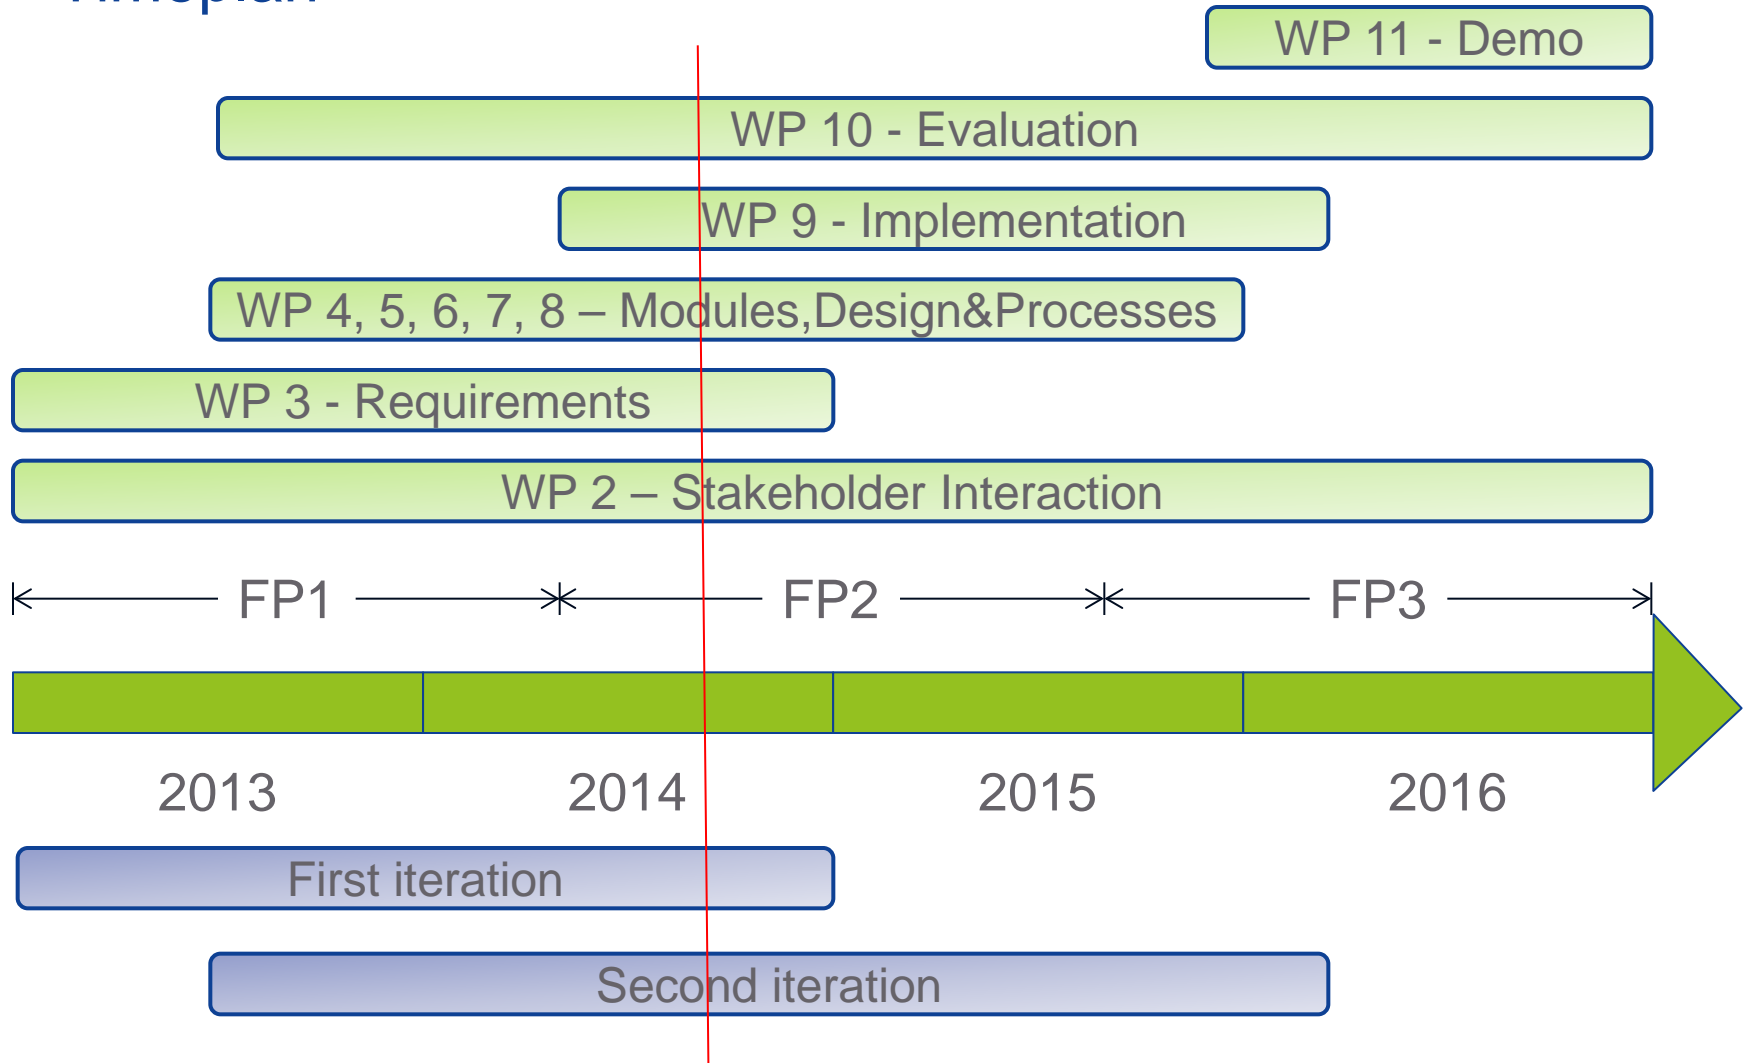 Timeplan
WP 11 - Demo
WP 10 - Evaluation
WP 9 - Implementation
WP 4, 5, 6, 7, 8 – Modules,Design&Processes
WP 3 - Requirements
WP 2 – Stakeholder Interaction
FP1 FP2 FP3
2013 2014 2015 2016
First iteration
Second iteration